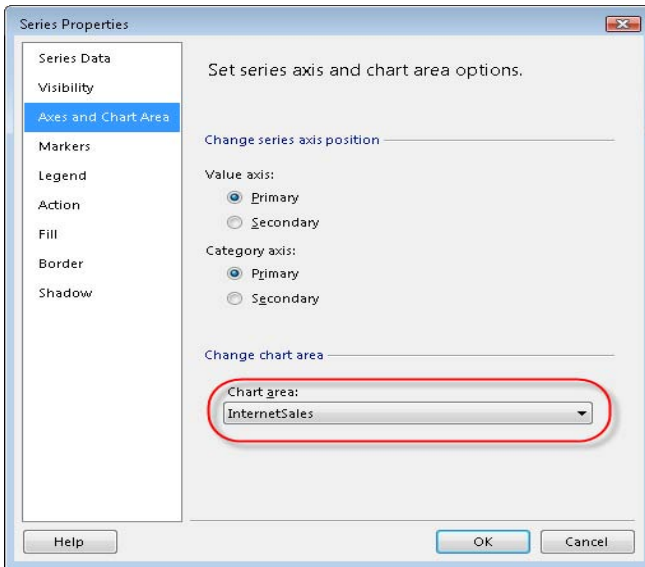 Series Properties
Series Data
Visibility
Axes and Chart Area
Markers
Legend
Action
Fill
Border
Shadow
Set series axis and chart area options.
Change series axis position
Value axis:
Primary
Secondary
Category axis:
Primary
Secondary
Change chart area
Chart area:
InternetSales
Help
OK
Cancel